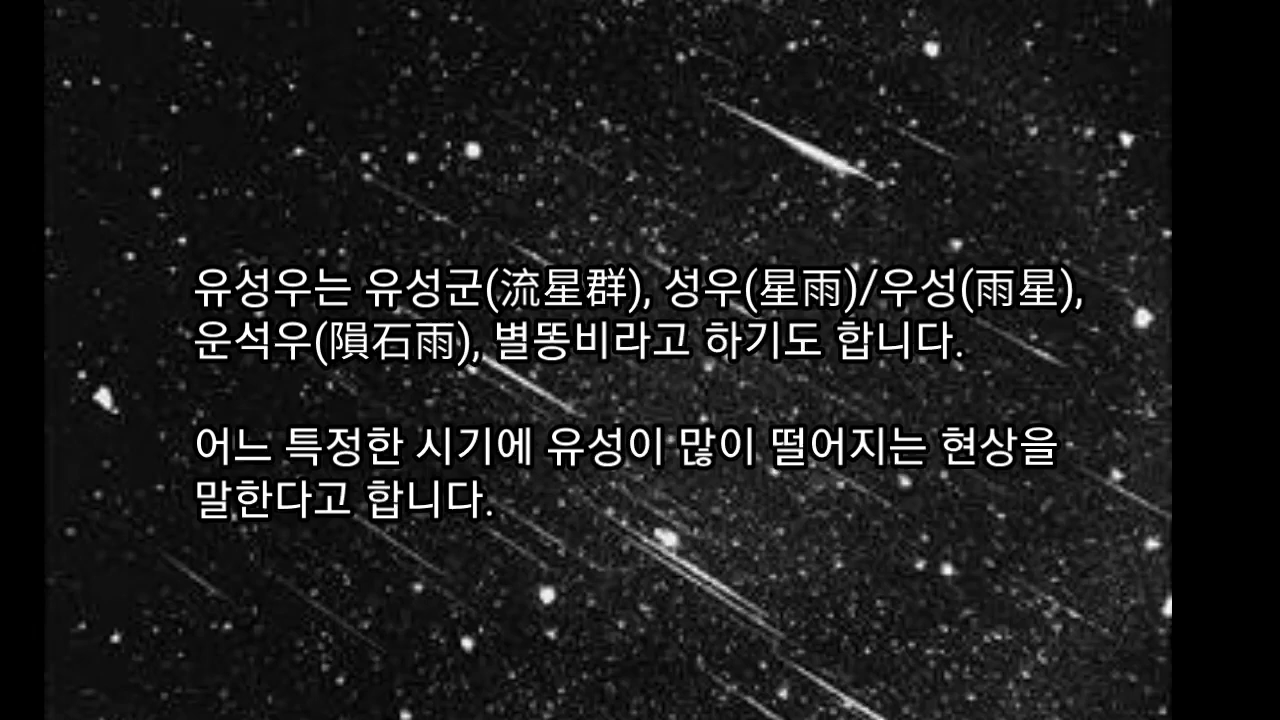 유성우는 유성군(流星群), 성우(星雨)/우성(雨星),
운석우(隕石雨), 별똥비라고 하기도 합니다.
어느 특정한 시기에 유성이 많이 떨어지는 현상을
말한다고 합니다.